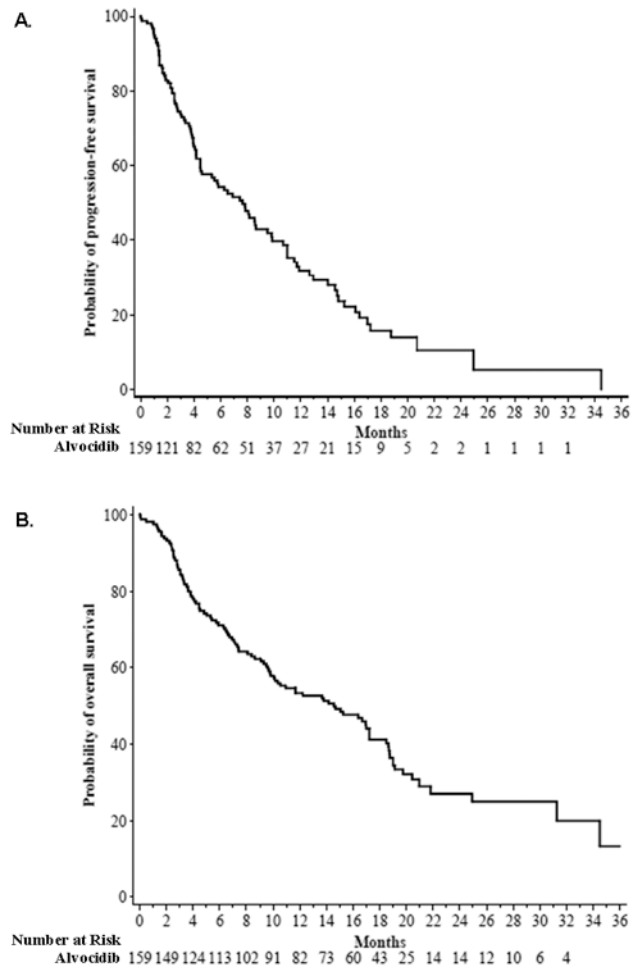 A.
Probability of progression-free survival
100
80
60
40
20
0
0 2 4 6 8 10 12 14 16 18 20 22 24 26 28 30 32 34 36
Months
Number at Risk
Alvocidib 159 121 82 62 51 37 27 21 15 9 5 2 2 1 1 1 1
B.
Probability of overall survival
100
80
60
40
20
0
0 2 4 6 8 10 12 14 16 18 20 22 24 26 28 30 32 34 36
Months
Number at Risk
Alvocidib 159 149 124 113 102 91 82 73 60 43 25 14 14 12 10 6 4